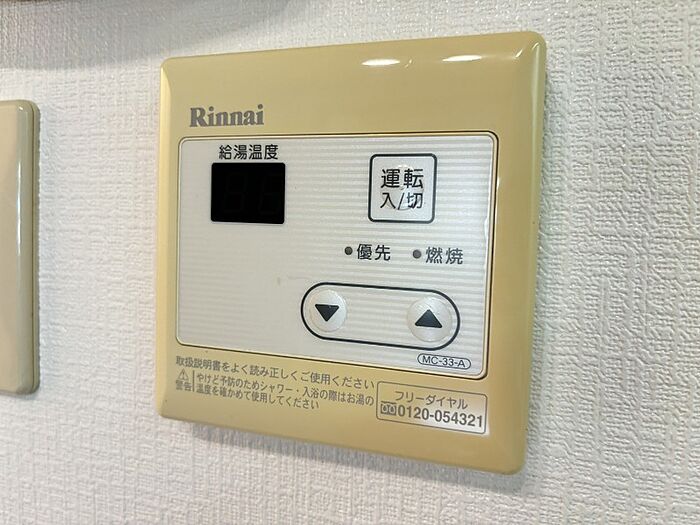 Rinnai
給湯温度
運転
入/切
優先
燃焼
▼
▲
MC-33-A
取扱説明書をよく読み正しくご使用ください
警告
やけど予防のためシャワー・入浴の際はお湯の
温度を確かめて使用してください
フリーダイヤル
0120-054321